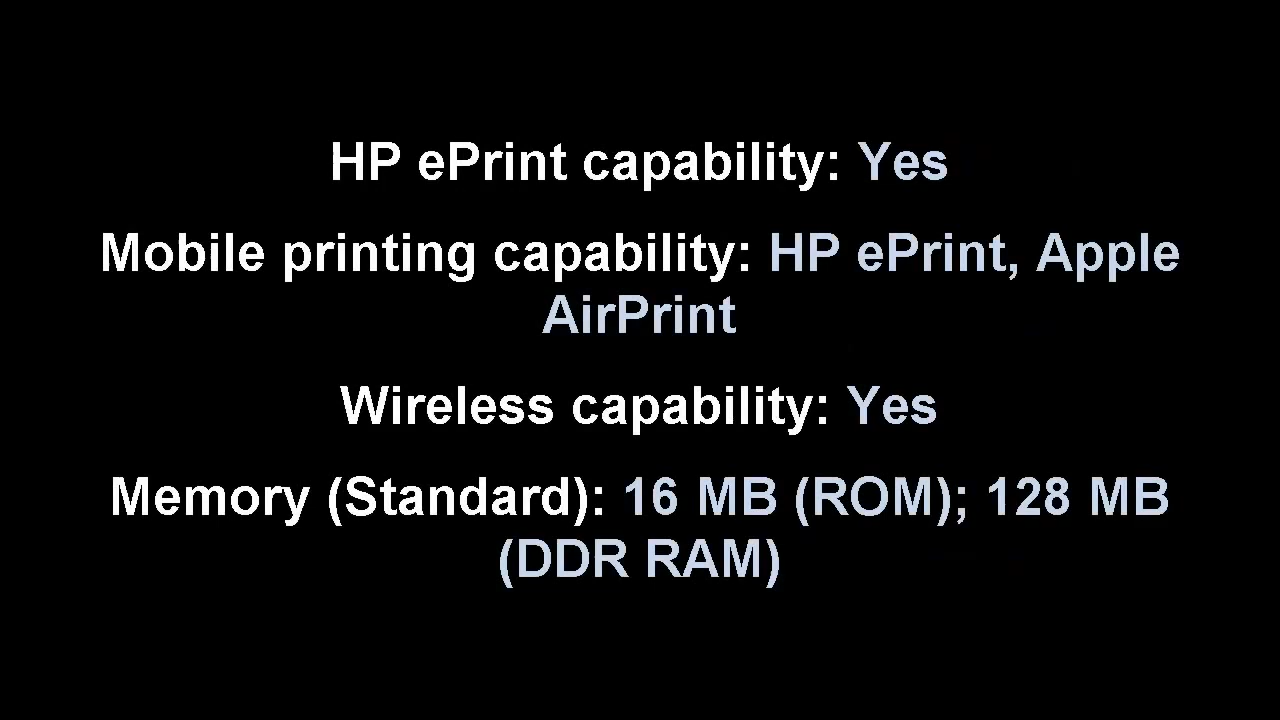 HP ePrint capability: Yes
Mobile printing capability: HP ePrint, Apple
AirPrint
Wireless capability: Yes
Memory (Standard): 16 MB (ROM); 128 MB
(DDR RAM)